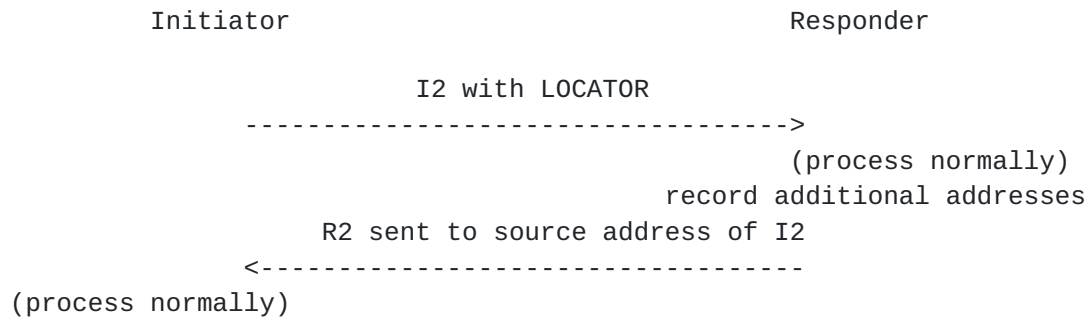 Initiator Responder
I2 with LOCATOR
----------------------------------->
(process normally)
record additional addresses
R2 sent to source address of I2
<-----------------------------------
(process normally)